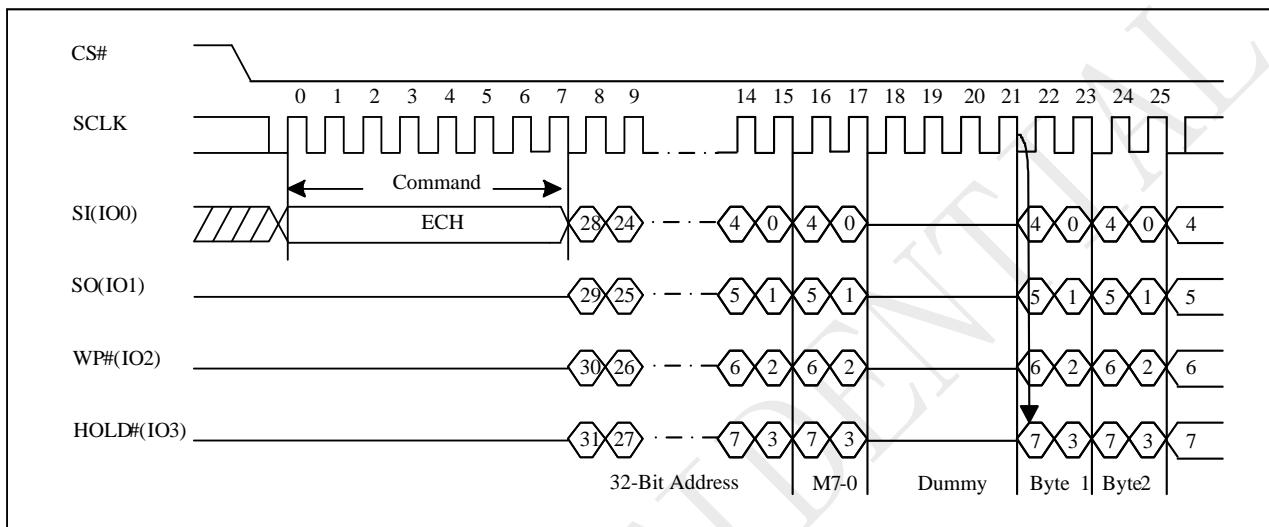 CS#
0 1 2 3 4 5 6 7 8 9 14 15 16 17 18 19 20 21 22 23 24 25
SCLK
Command
SI(IO0) ECH 28 24 4 0 4 0 4 0 4 0 4
SO(IO1) 29 25 5 1 5 1 5 1 5 1 5
WP#(IO2) 30 26 6 2 6 2 6 2 6 2 6
HOLD#(IO3) 31 27 7 3 7 3 7 3 7 3 7
32-Bit Address M7-0 Dummy Byte 1 Byte2
IDENTIAL